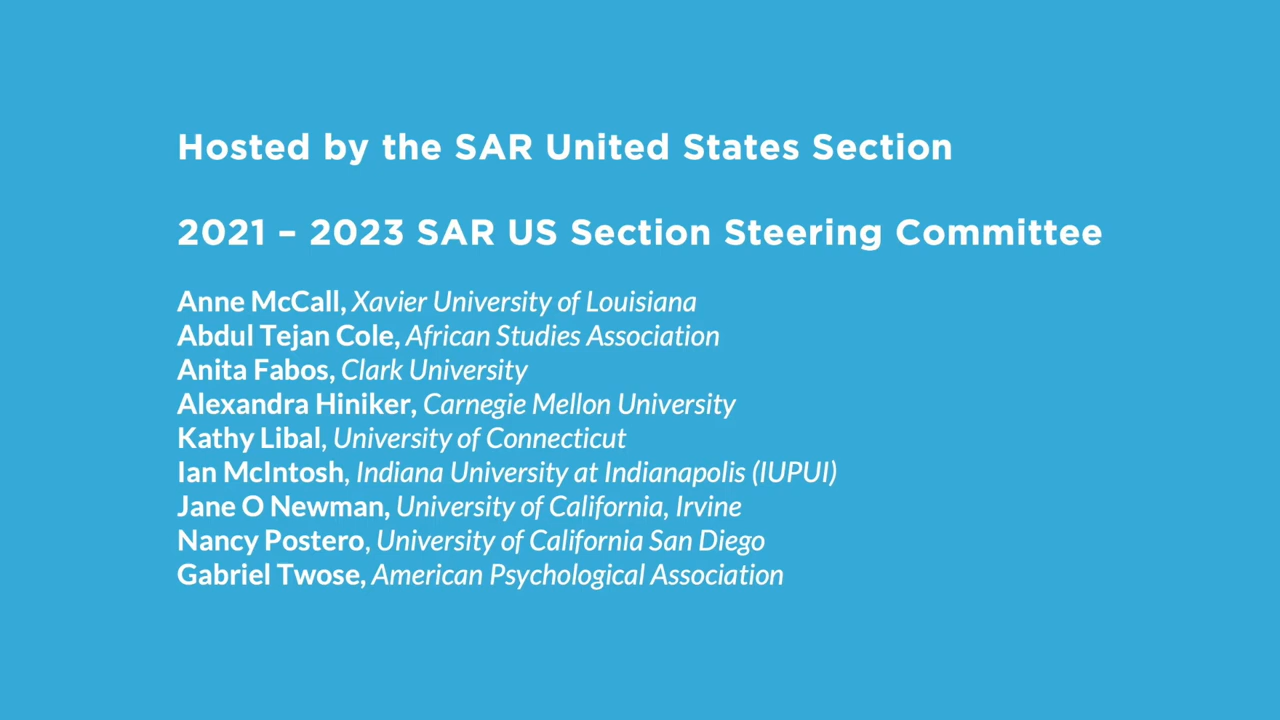 Hosted by the SAR United States Section
2021 – 2023 SAR US Section Steering Committee
Anne McCall, Xavier University of Louisiana
Abdul Tejan Cole, African Studies Association
Anita Fabos, Clark University
Alexandra Hiniker, Carnegie Mellon University
Kathy Libal, University of Connecticut
Ian McIntosh, Indiana University at Indianapolis (IUPUI)
Jane O Newman, University of California, Irvine
Nancy Postero, University of California San Diego
Gabriel Twose, American Psychological Association